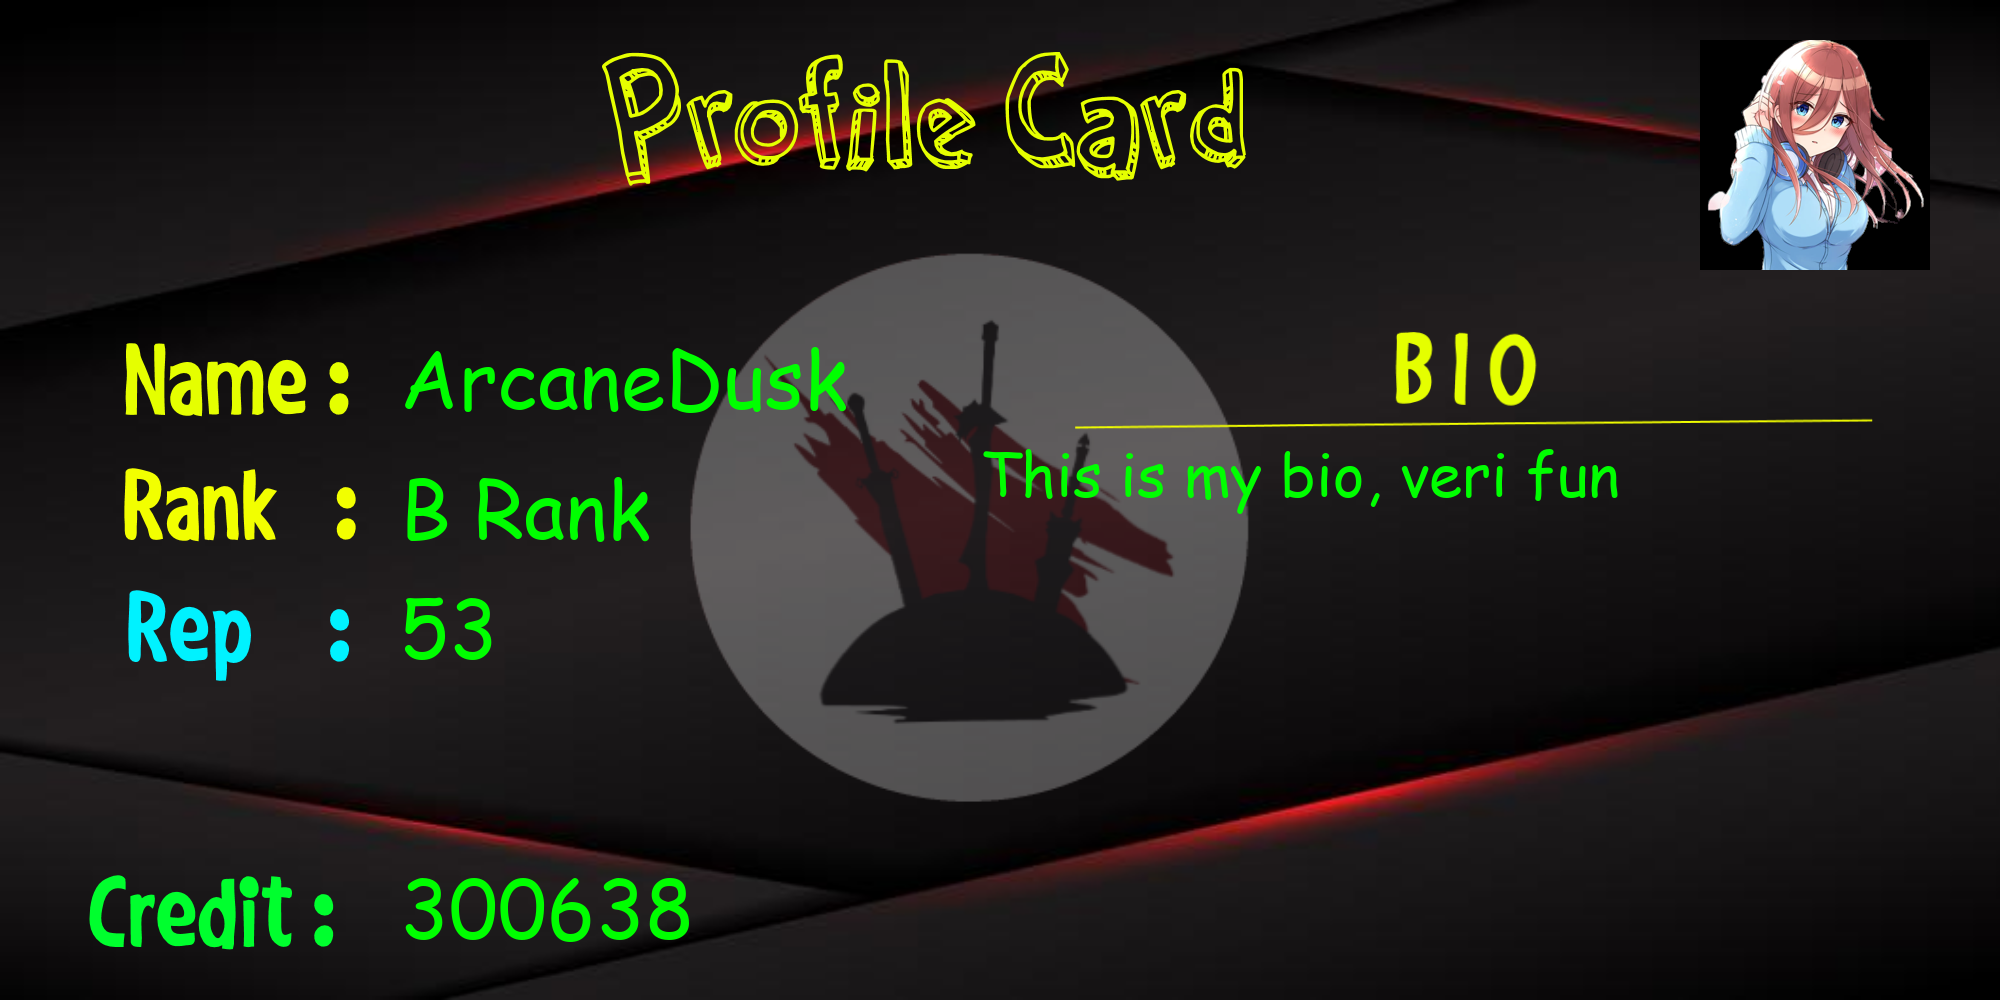 Profile Card
Name : ArcaneDusk
Rank : B Rank
Rep : 53
Credit : 300638
BIO
This is my bio, veri fun